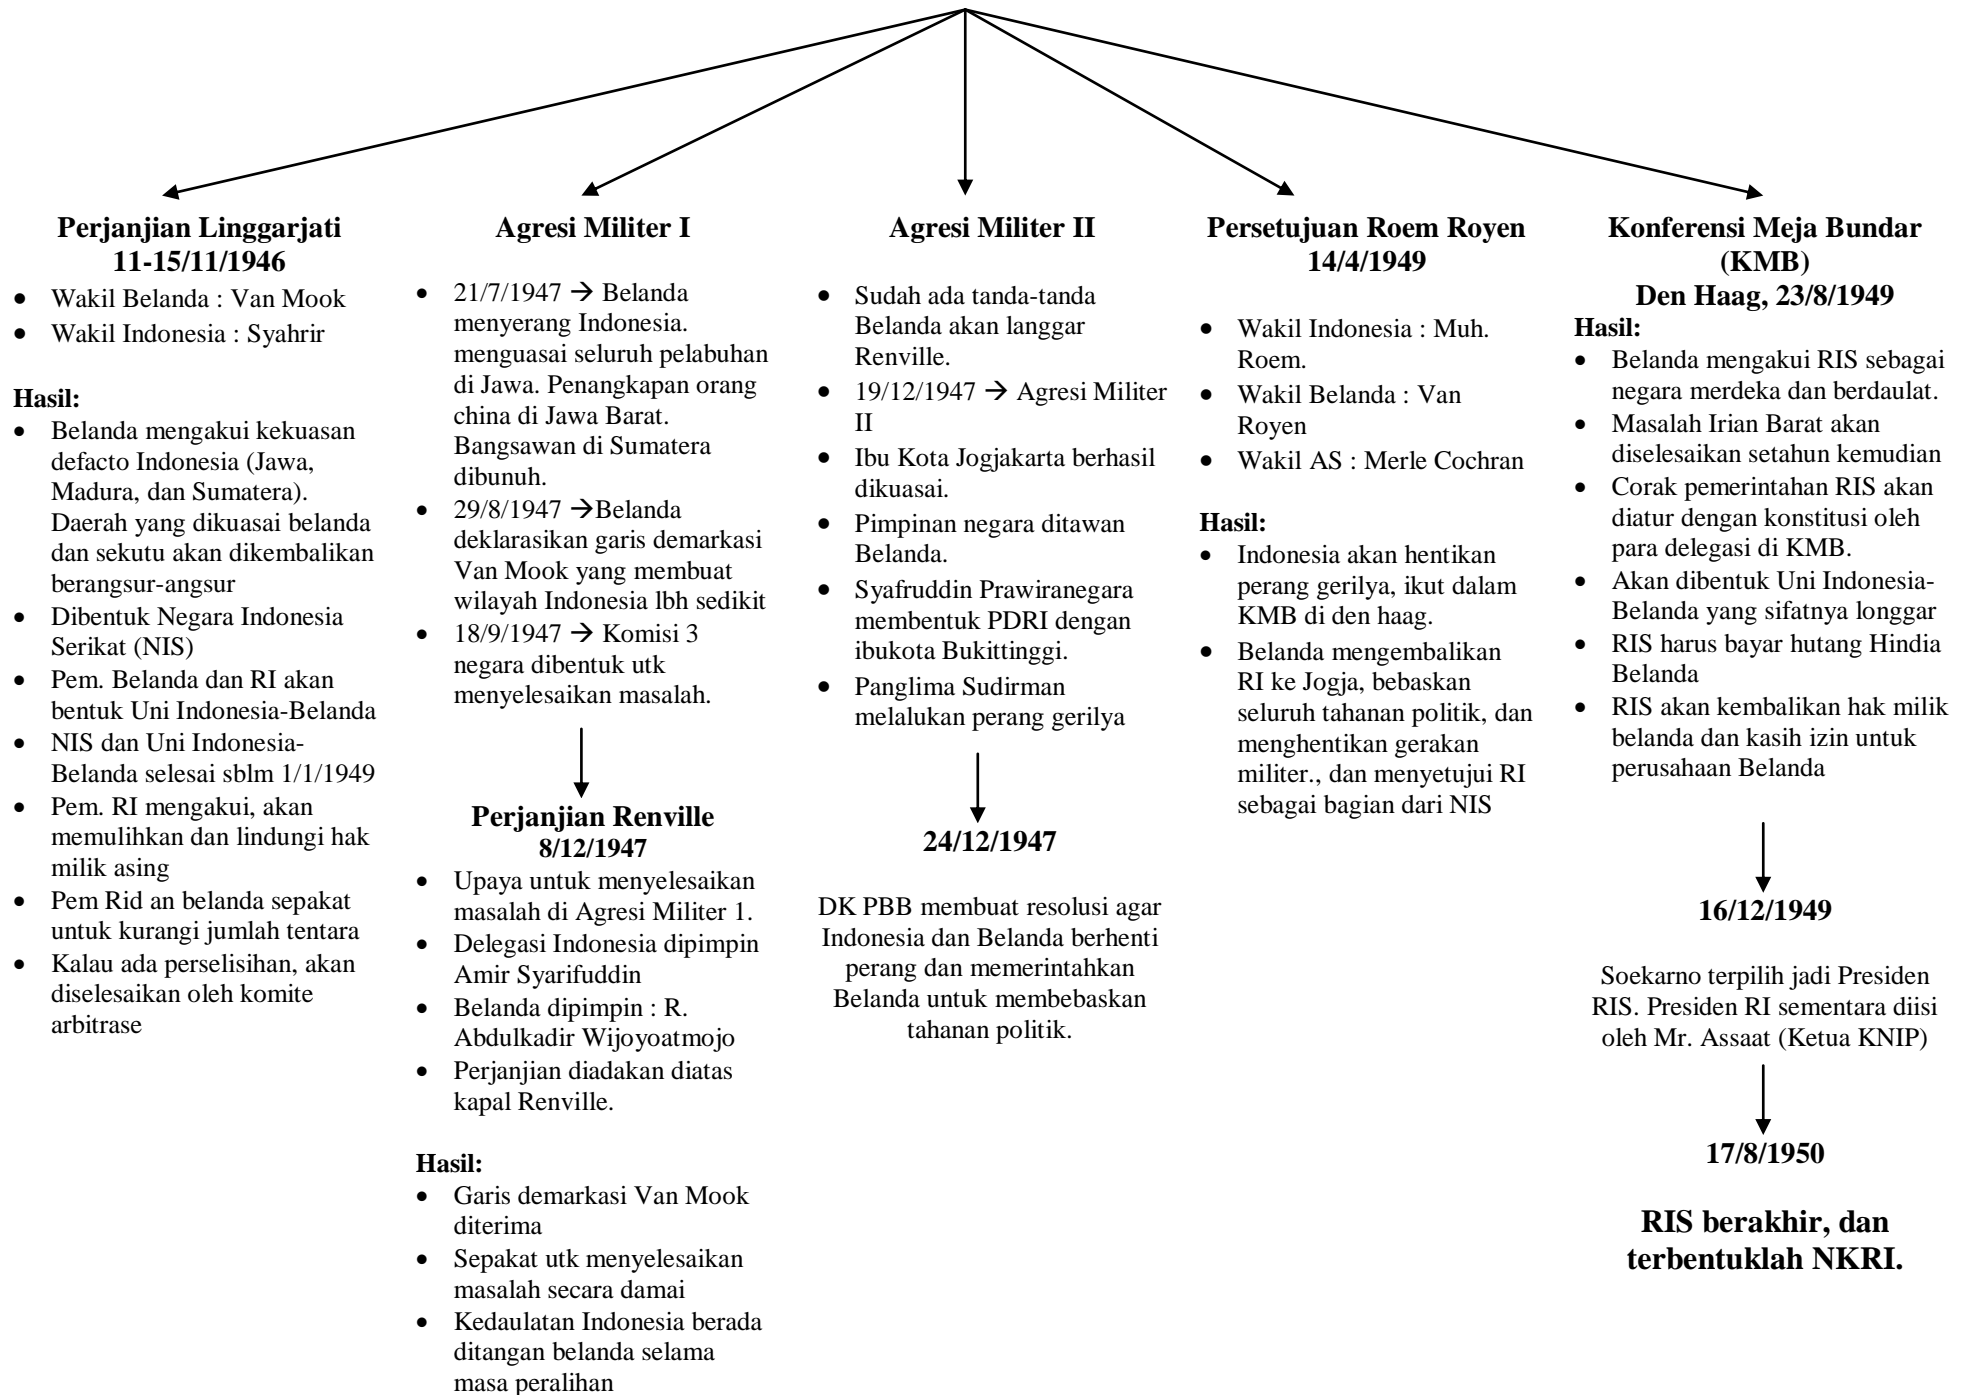 Perjanjian Linggarjati
11-15/11/1946
• Wakil Belanda : Van Mook
• Wakil Indonesia : Syahrir
Hasil:
• Belanda mengakui kekuasan
defacto Indonesia (Jawa,
Madura, dan Sumatera).
Daerah yang dikuasai belanda
dan sekutu akan dikembalikan
berangsur-angsur
• Dibentuk Negara Indonesia
Serikat (NIS)
• Pem. Belanda dan RI akan
bentuk Uni Indonesia-Belanda
• NIS dan Uni Indonesia-
Belanda selesai sblm 1/1/1949
• Pem. RI mengakui, akan
memulihkan dan lindungi hak
milik asing
• Pem Rid an belanda sepakat
untuk kurangi jumlah tentara
• Kalau ada perselisihan, akan
diselesaikan oleh komite
arbitrase
Agresi Militer I
• 21/7/1947 → Belanda
menyerang Indonesia.
menguasai seluruh pelabuhan
di Jawa. Penangkapan orang
china di Jawa Barat.
Bangsawan di Sumatera
dibunuh.
• 29/8/1947 →Belanda
deklarasikan garis demarkasi
Van Mook yang membuat
wilayah Indonesia lbh sedikit
• 18/9/1947 → Komisi 3
negara dibentuk utk
menyelesaikan masalah.
Perjanjian Renville
8/12/1947
• Upaya untuk menyelesaikan
masalah di Agresi Militer 1.
• Delegasi Indonesia dipimpin
Amir Syarifuddin
• Belanda dipimpin : R.
Abdulkadir Wijoyoatmojo
• Perjanjian diadakan diatas
kapal Renville.
Hasil:
• Garis demarkasi Van Mook
diterima
• Sepakat utk menyelesaikan
masalah secara damai
• Kedaulatan Indonesia berada
ditangan belanda selama
masa peralihan
Agresi Militer II
• Sudah ada tanda-tanda
Belanda akan langgar
Renville.
• 19/12/1947 → Agresi Militer
II
• Ibu Kota Jogjakarta berhasil
dikuasai.
• Pimpinan negara ditawan
Belanda.
• Syafruddin Prawiranegara
membentuk PDRI dengan
ibukota Bukittinggi.
• Panglima Sudirman
melalukan perang gerilya
24/12/1947
DK PBB membuat resolusi agar
Indonesia dan Belanda berhenti
perang dan memerintahkan
Belanda untuk membebaskan
tahanan politik.
Persetujuan Roem Royen
14/4/1949
• Wakil Indonesia : Muh.
Roem.
• Wakil Belanda : Van
Royen
• Wakil AS : Merle Cochran
Hasil:
• Indonesia akan hentikan
perang gerilya, ikut dalam
KMB di den haag.
• Belanda mengembalikan
RI ke Jogja, bebaskan
seluruh tahanan politik, dan
menghentikan gerakan
militer., dan menyetujui RI
sebagai bagian dari NIS
Konferensi Meja Bundar
(KMB)
Den Haag, 23/8/1949
Hasil:
• Belanda mengakui RIS sebagai
negara merdeka dan berdaulat.
• Masalah Irian Barat akan
diselesaikan setahun kemudian
• Corak pemerintahan RIS akan
diatur dengan konstitusi oleh
para delegasi di KMB.
• Akan dibentuk Uni Indonesia-
Belanda yang sifatnya longgar
• RIS harus bayar hutang Hindia
Belanda
• RIS akan kembalikan hak milik
belanda dan kasih izin untuk
perusahaan Belanda
16/12/1949
Soekarno terpilih jadi Presiden
RIS. Presiden RI sementara diisi
oleh Mr. Assaat (Ketua KNIP)
17/8/1950
RIS berakhir, dan
terbentuklah NKRI.